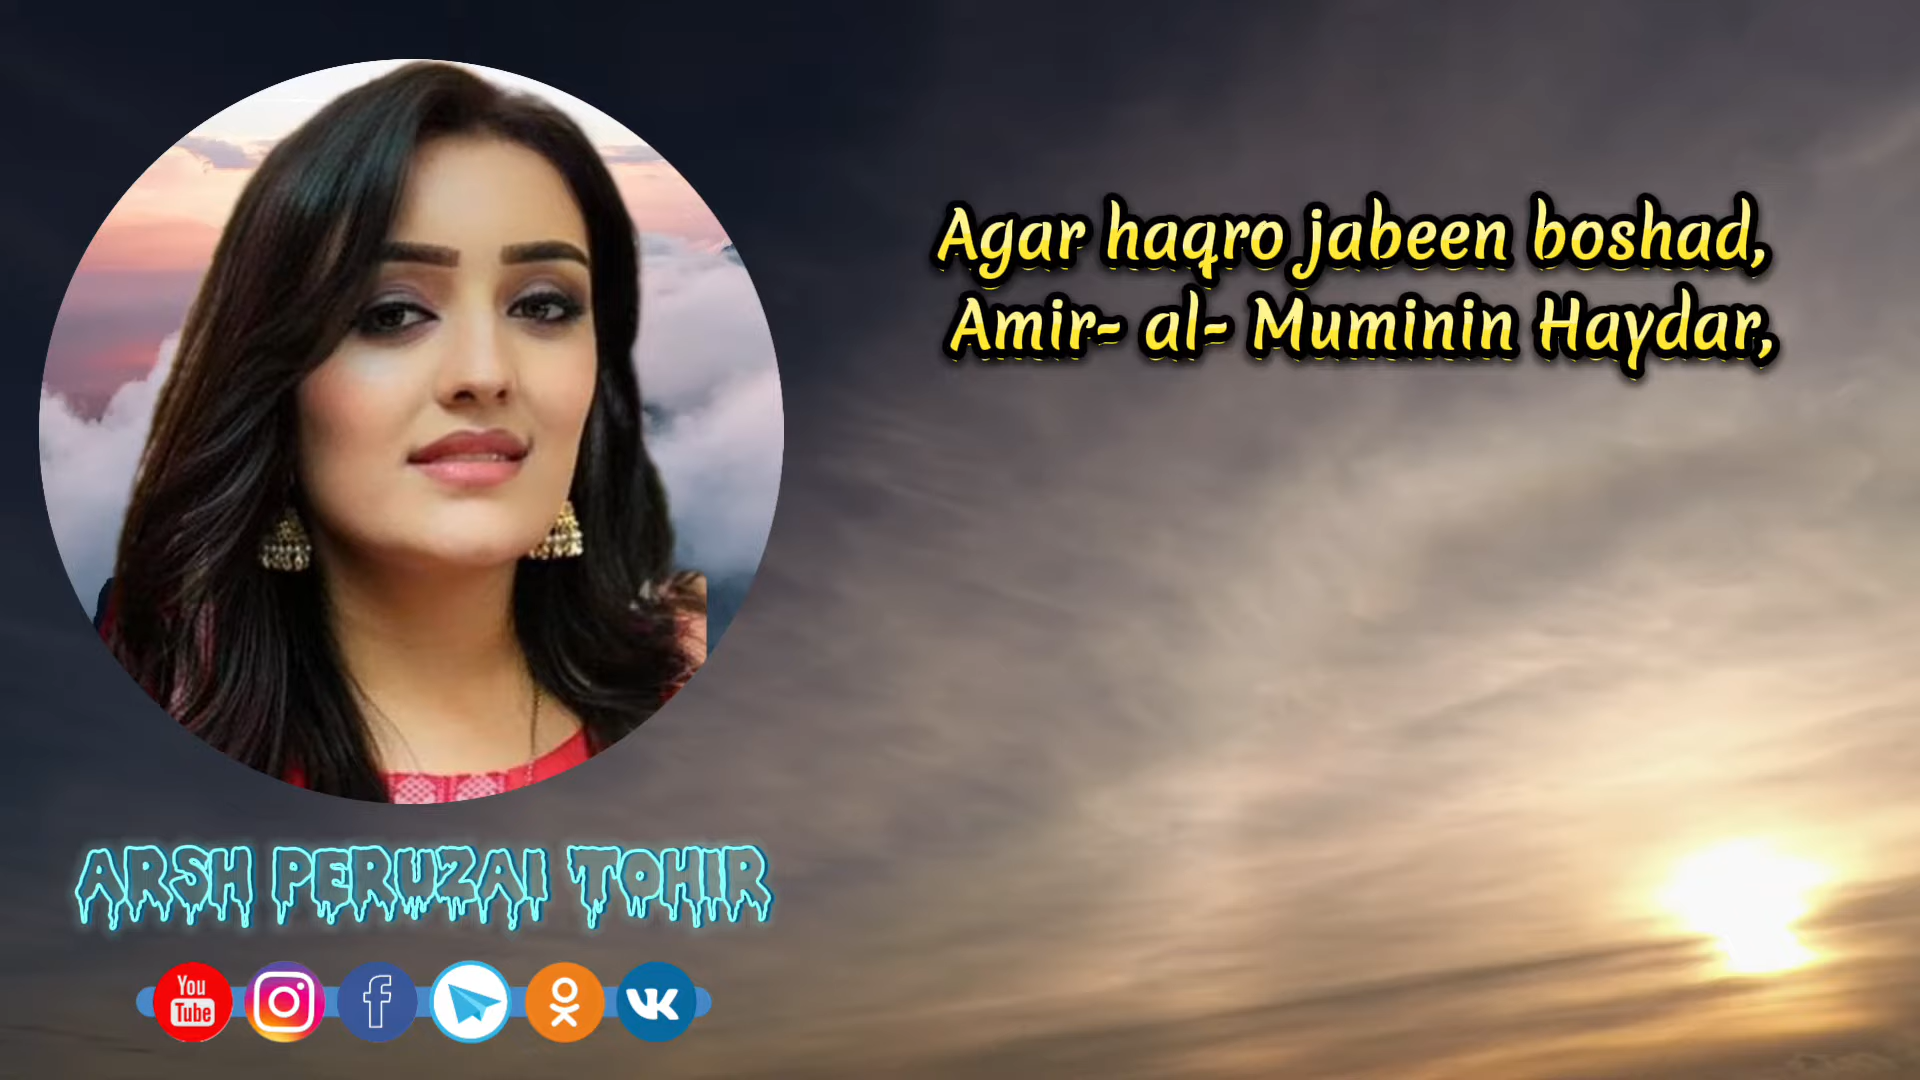 Agar haqro jabeen boshad,
Amir- al- Muminin Haydar,
ARSH PERUZAI TOHIR
You
Tube